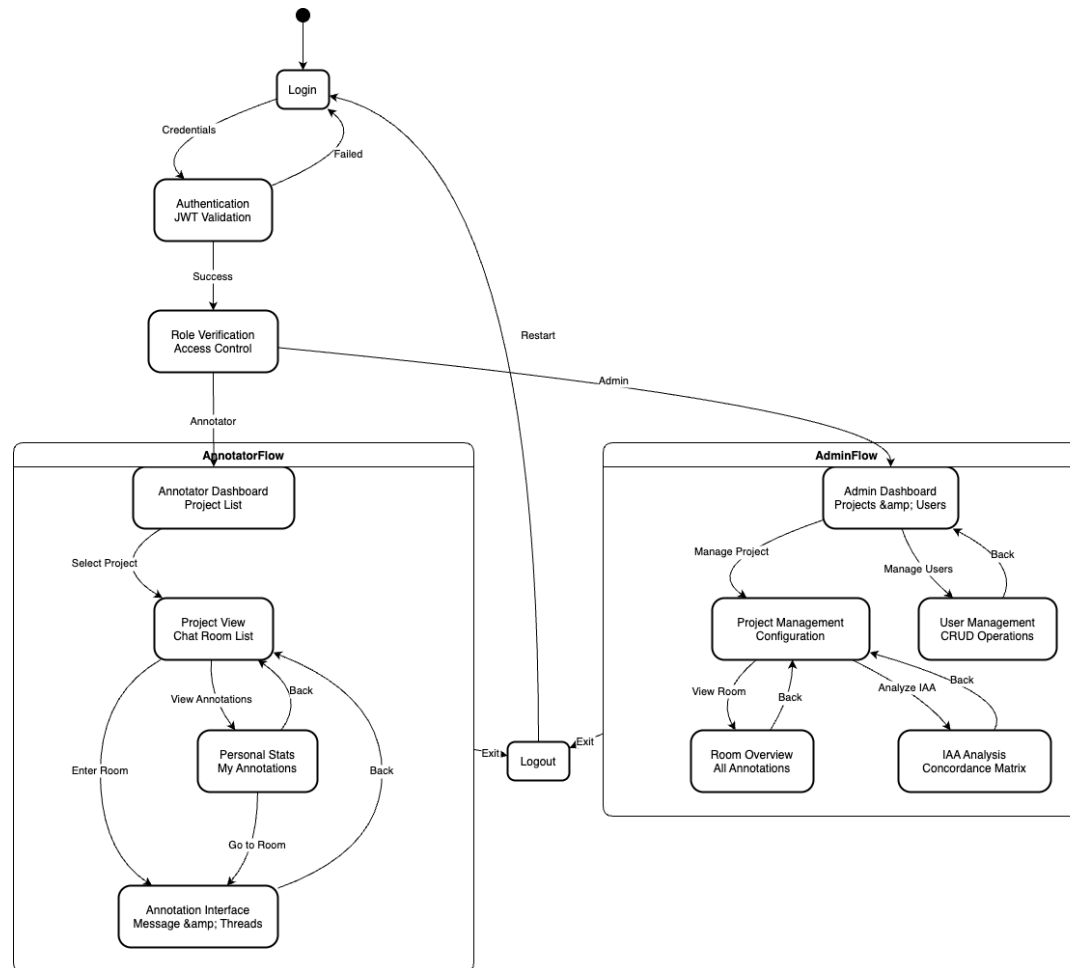 Login
Credentials
Failed
Authentication
JWT Validation
Success
Role Verification
Access Control
Restart
Admin
Annotator
AnnotatorFlow
Annotator Dashboard
Project List
Select Project
Project View
Chat Room List
View Annotations
Back
Personal Stats
My Annotations
Enter Room
Back
Go to Room
Annotation Interface
Message &amp; Threads
Exit
Logout
Exit
AdminFlow
Admin Dashboard
Projects &amp; Users
Manage Project
Manage Users
Back
Project Management
Configuration
User Management
CRUD Operations
View Room
Back
Analyze IAA
Back
Room Overview
All Annotations
IAA Analysis
Concordance Matrix